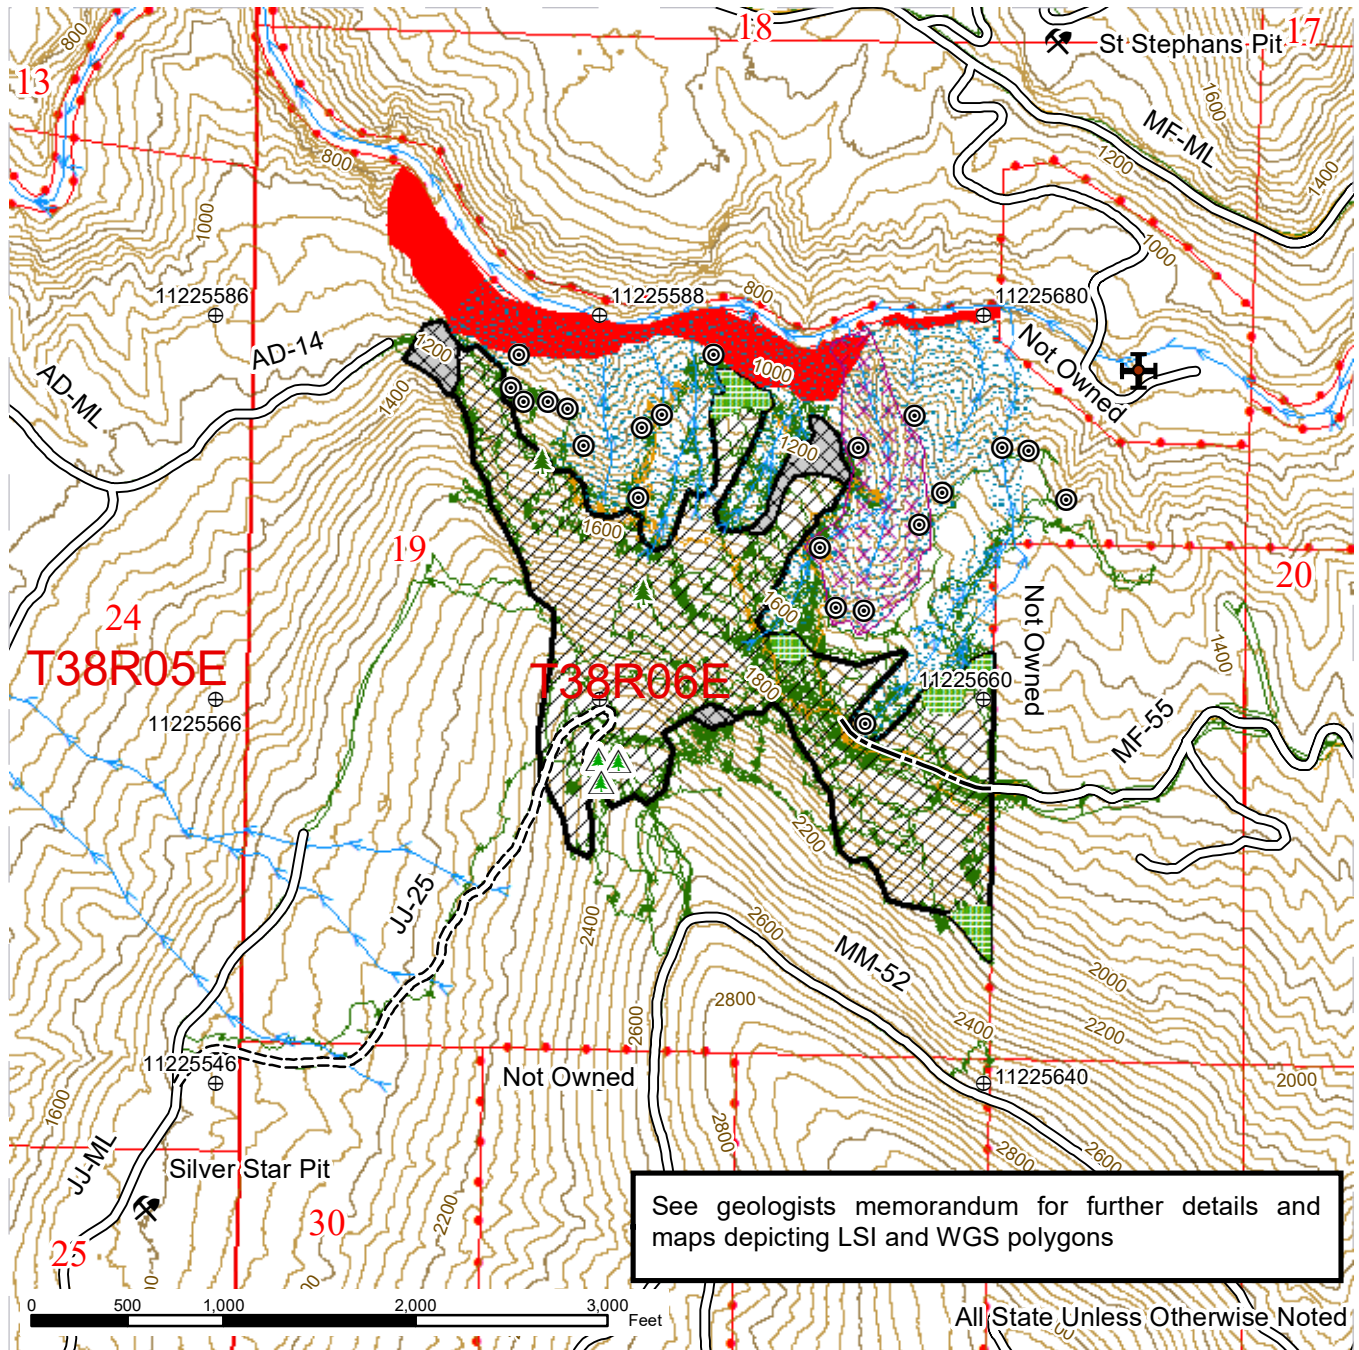 18
17
St Stephans Pit
800
13
MF-ML
1600
800
1200
1400
1000
1000
11225586
11225588
800
11225680
AD-14
1200
Not Owned
AD-ML
1400
1000
1200
1600
19
20
24
1600
Not Owned
1400
T38R05E
T38R06E
1800
11225660
11225566
MF-55
2200
JJ-25
2400
2600
MM-52
2000
2800
2600
2400
2200
11225546
Not Owned
11225640
2000
1600
2800
2800
2600
JJ-ML
Silver Star Pit
2200
30
25
See geologists memorandum for further details and
maps depicting LSI and WGS polygons
0 500 1,000 2,000 3,000
Feet
All State Unless Otherwise Noted